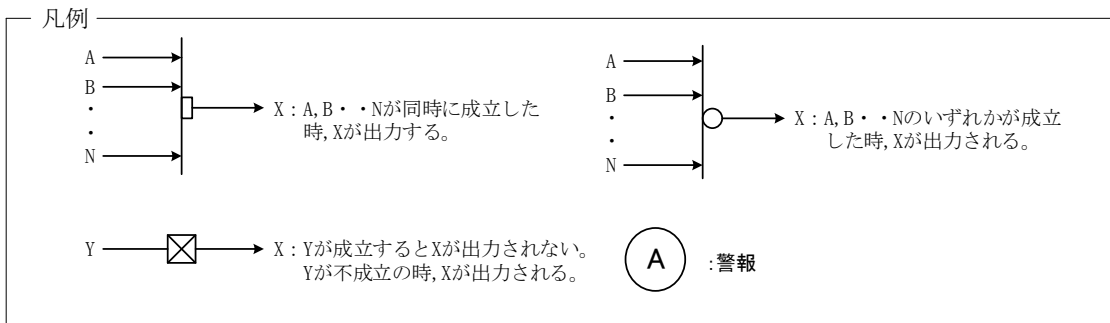 凡例
A
B
・
・
N
X：A,B・・Nが同時に成立した
時,Xが出力する。
A
B
・
・
N
X：A,B・・Nのいずれかが成立
した時,Xが出力される。
Y
X：Yが成立するとXが出力されない。
Yが不成立の時,Xが出力される。
A
:警報